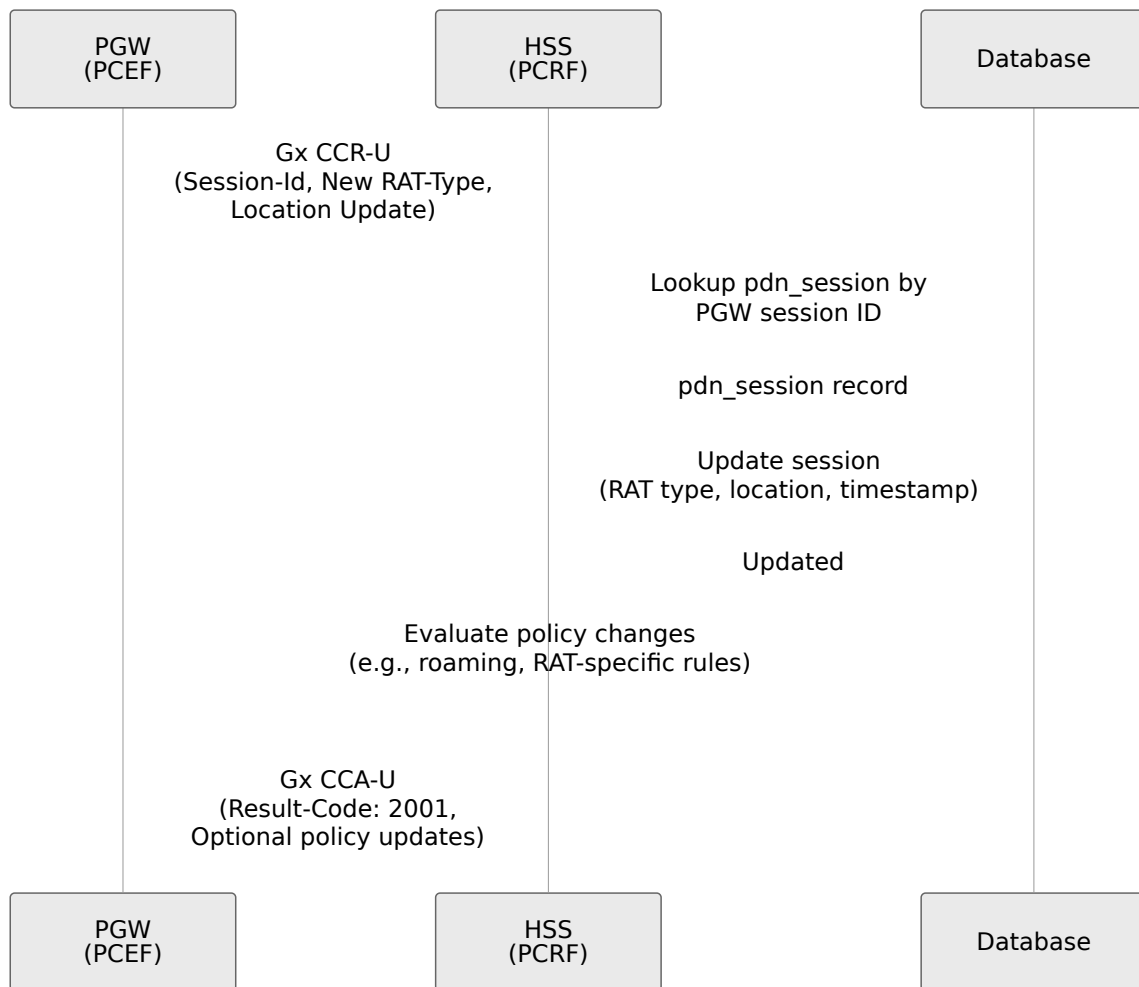 PGW
(PCEF)
HSS
(PCRF)
Database
Gx CCR-U
(Session-Id, New RAT-Type,
Location Update)
Lookup pdn_session by
PGW session ID
pdn_session record
Update session
(RAT type, location, timestamp)
Updated
Evaluate policy changes
(e.g., roaming, RAT-specific rules)
Gx CCA-U
(Result-Code: 2001,
Optional policy updates)
PGW
(PCEF)
HSS
(PCRF)
Database